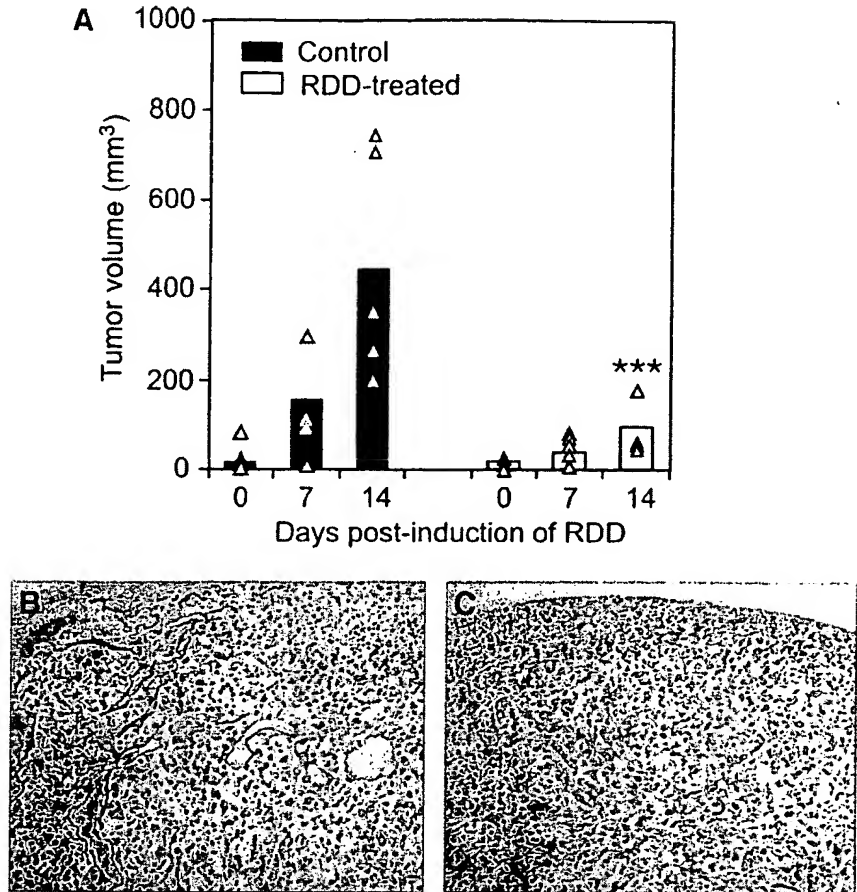 A
1000
800
600
400
200
0
Tumor volume (mm³)
Control
RDD-treated
***
0 7 14 0 7 14
Days post-induction of RDD
B
C